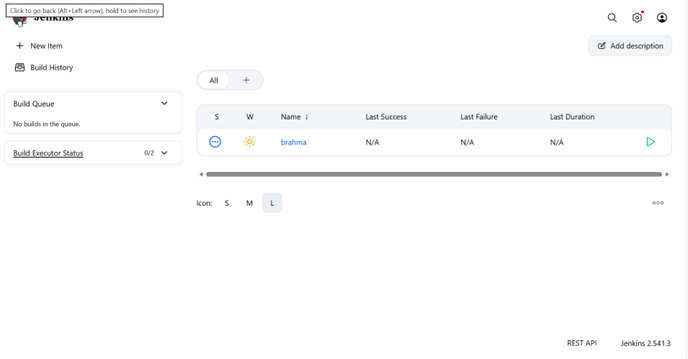 Click to go back (Alt+Left arrow), hold to see history
Jenkins
New Item
Build History
Add description
All +
Build Queue
No builds in the queue.
Build Executor Status 0/2
S W Name ↓ Last Success Last Failure Last Duration
brahma N/A N/A N/A
Icon: S M L
REST API Jenkins 2.541.3